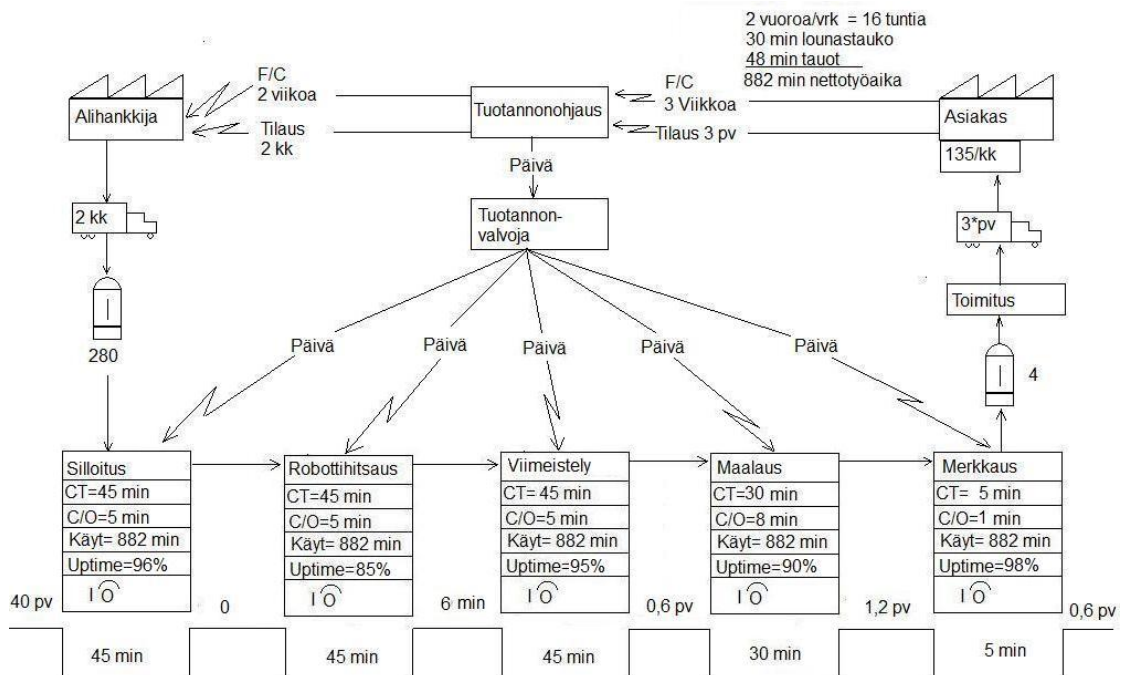 2 vuoroa/vrk = 16 tuntia
30 min lounastauko
48 min tauot
882 min nettotyöaika
Alihankkija
F/C
2 viikoa
Tilaus
2 kk
Tuotannonohjaus
F/C
3 Viikkoa
Tilaus 3 pv
Asiakas
135/kk
Päivä
2 kk
Tuotannon-
valvoja
3*pv
Toimitus
280
4
Päivä
Päivä
Päivä
Päivä
Päivä
Silloitus
CT=45 min
C/O=5 min
Käyt= 882 min
Uptime=96%
I O
Robottihitsaus
CT=45 min
C/O=5 min
Käyt= 882 min
Uptime=85%
I O
Viimeistely
CT= 45 min
C/O=5 min
Käyt= 882 min
Uptime=95%
I O
Maalaus
CT=30 min
C/O=8 min
Käyt= 882 min
Uptime=90%
I O
Merkkaus
CT= 5 min
C/O=1 min
Käyt= 882 min
Uptime=98%
I O
40 pv
0
6 min
0,6 pv
1,2 pv
0,6 pv
45 min
45 min
45 min
30 min
5 min